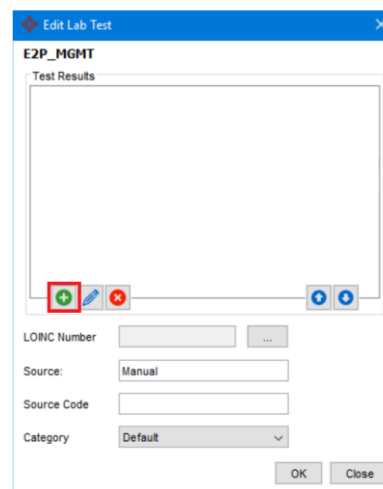 Edit Lab Test
E2P_MGMT
Test Results
LOINC Number
...
Source:
Manual
Source Code
Category
Default
OK
Close